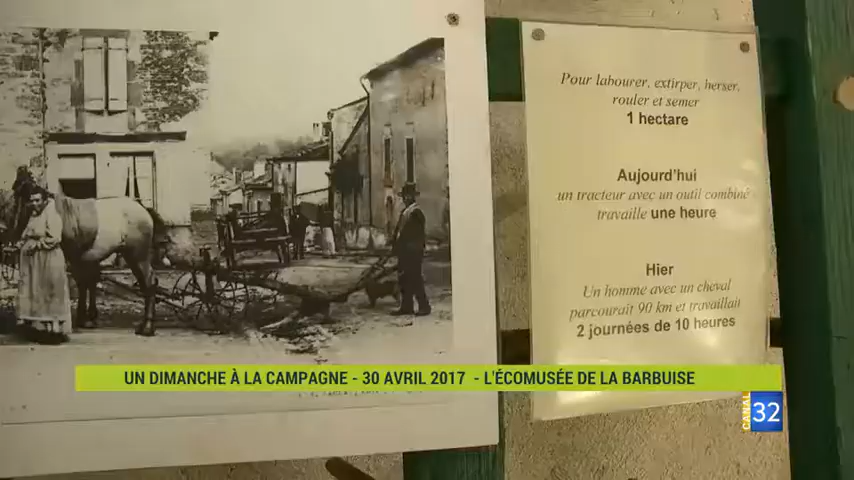 Pour labourer, extirper, herser,
rouler et semer
1 hectare
Aujourd'hui
un tracteur avec un outil combiné
travaille une heure
Hier
Un homme avec un cheval
parcourait 90 km et travaillait
2 journées de 10 heures
UN DIMANCHE À LA CAMPAGNE - 30 AVRIL 2017 - L'ÉCOMUSÉE DE LA BARBUISE
CANAL 32